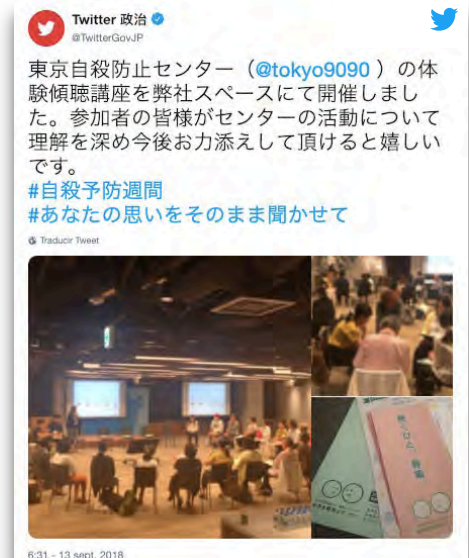 Twitter 政治
@TwitterGovJP
東京自殺防止センター（@tokyo9090 ）の体
験傾聴講座を弊社スペースにて開催しまし
た。参加者の皆様がセンターの活動について
理解を深め今後お力添えして頂けると嬉しい
です。
#自殺予防週間
#あなたの思いをそのまま聞かせて
Traducir Tweet
6:31 - 13 sept. 2018